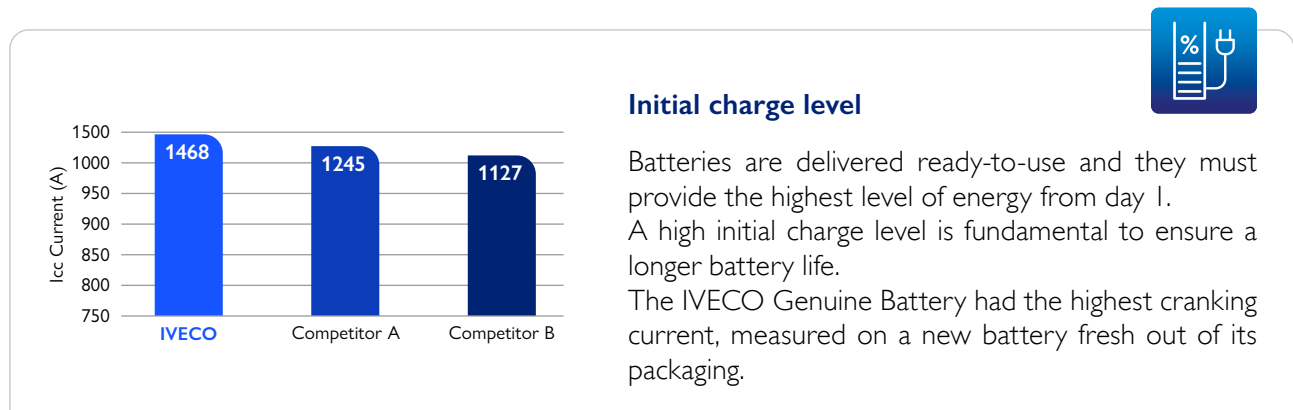 1500
1000
950
900
850
800
750
Icc Current (A)
1468
1245
1127
IVECO
Competitor A
Competitor B
%
Initial charge level
Batteries are delivered ready-to-use and they must
provide the highest level of energy from day 1.
A high initial charge level is fundamental to ensure a
longer battery life.
The IVECO Genuine Battery had the highest cranking
current, measured on a new battery fresh out of its
packaging.